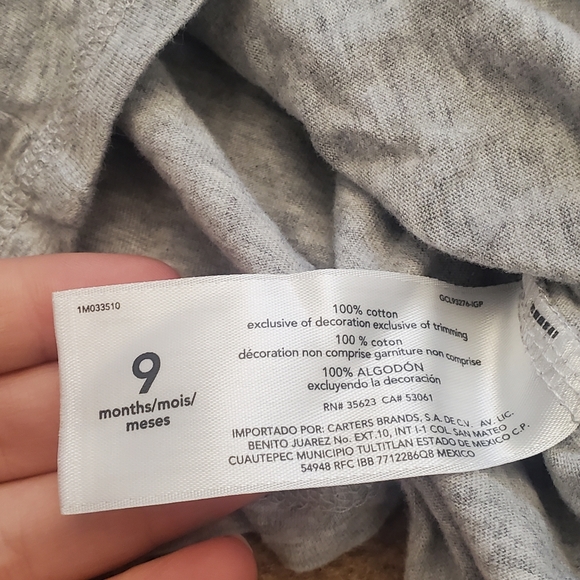 1M033510
GCL93276-IGP
9
months/mois/
meses
100% cotton
exclusive of decoration exclusive of trimming
100 % coton
décoration non comprise garniture non comprise
100% ALGODÓN
excluyendo la decoración
RN# 35623 CA# 53061
IMPORTADO POR: CARTERS BRANDS, S.A. DE C.V. AV. LIC.
BENITO JUAREZ No. EXT.10, INT I-1 COL. SAN MATEO
CUAUTEPEC MUNICIPIO TULTITLAN ESTADO DE MEXICO C.P.
54948 RFC IBB 7712286Q8 MEXICO